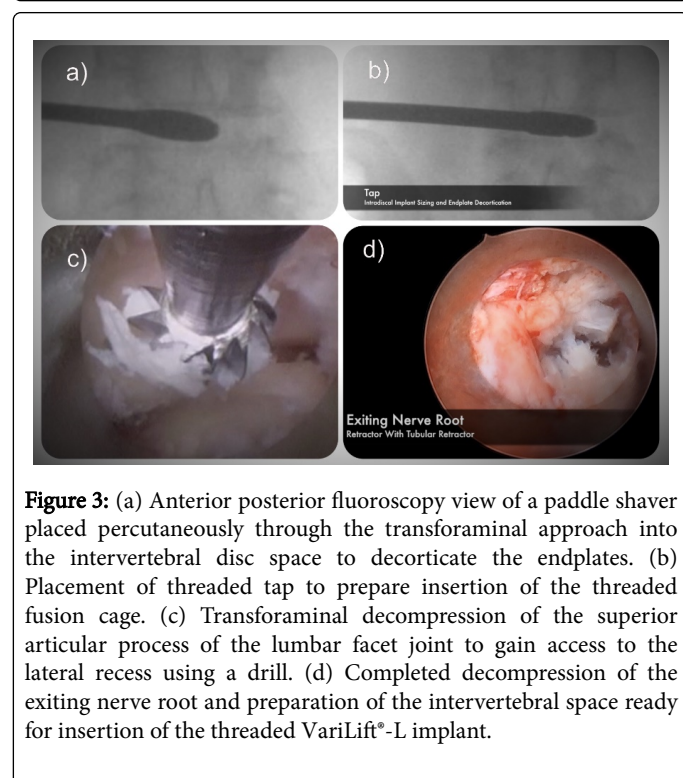 a)
b)
Tap
Intradiscal Implant Sizing and Endplate Decortication
c)
d)
Exiting Nerve Root
Retractor With Tubular Retractor
Figure 3: (a) Anterior posterior fluoroscopy view of a paddle shaver
placed percutaneously through the transforaminal approach into
the intervertebral disc space to decorticate the endplates. (b)
Placement of threaded tap to prepare insertion of the threaded
fusion cage. (c) Transforaminal decompression of the superior
articular process of the lumbar facet joint to gain access to the
lateral recess using a drill. (d) Completed decompression of the
exiting nerve root and preparation of the intervertebral space ready
for insertion of the threaded VariLift®-L implant.